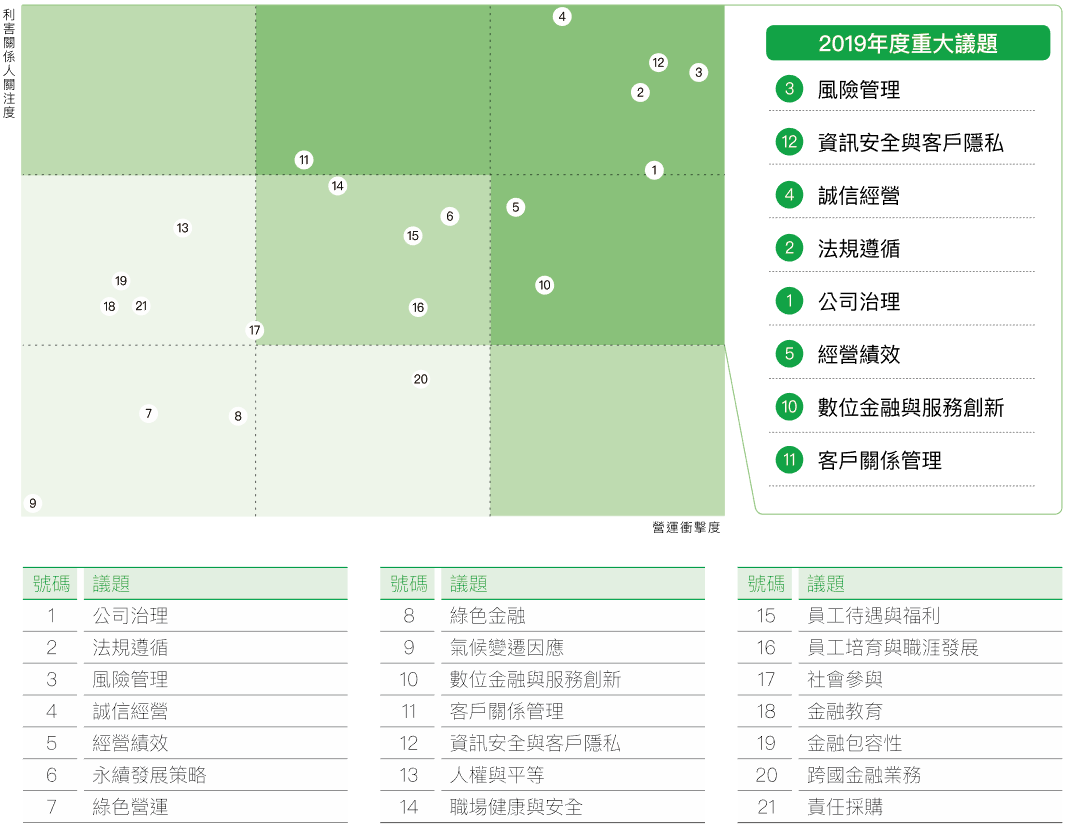 利害關係人關注度
4
12
3
2
11
1
14
5
6
13
15
19
10
18
21
16
17
20
7
8
9
營運衝擊度
2019年度重大議題
3 風險管理
12 資訊安全與客戶隱私
4 誠信經營
2 法規遵循
1 公司治理
5 經營績效
10 數位金融與服務創新
11 客戶關係管理
號碼 議題
1 公司治理
2 法規遵循
3 風險管理
4 誠信經營
5 經營績效
6 永續發展策略
7 綠色營運
號碼 議題
8 綠色金融
9 氣候變遷因應
10 數位金融與服務創新
11 客戶關係管理
12 資訊安全與客戶隱私
13 人權與平等
14 職場健康與安全
號碼 議題
15 員工待遇與福利
16 員工培育與職涯發展
17 社會參與
18 金融教育
19 金融包容性
20 跨國金融業務
21 責任採購